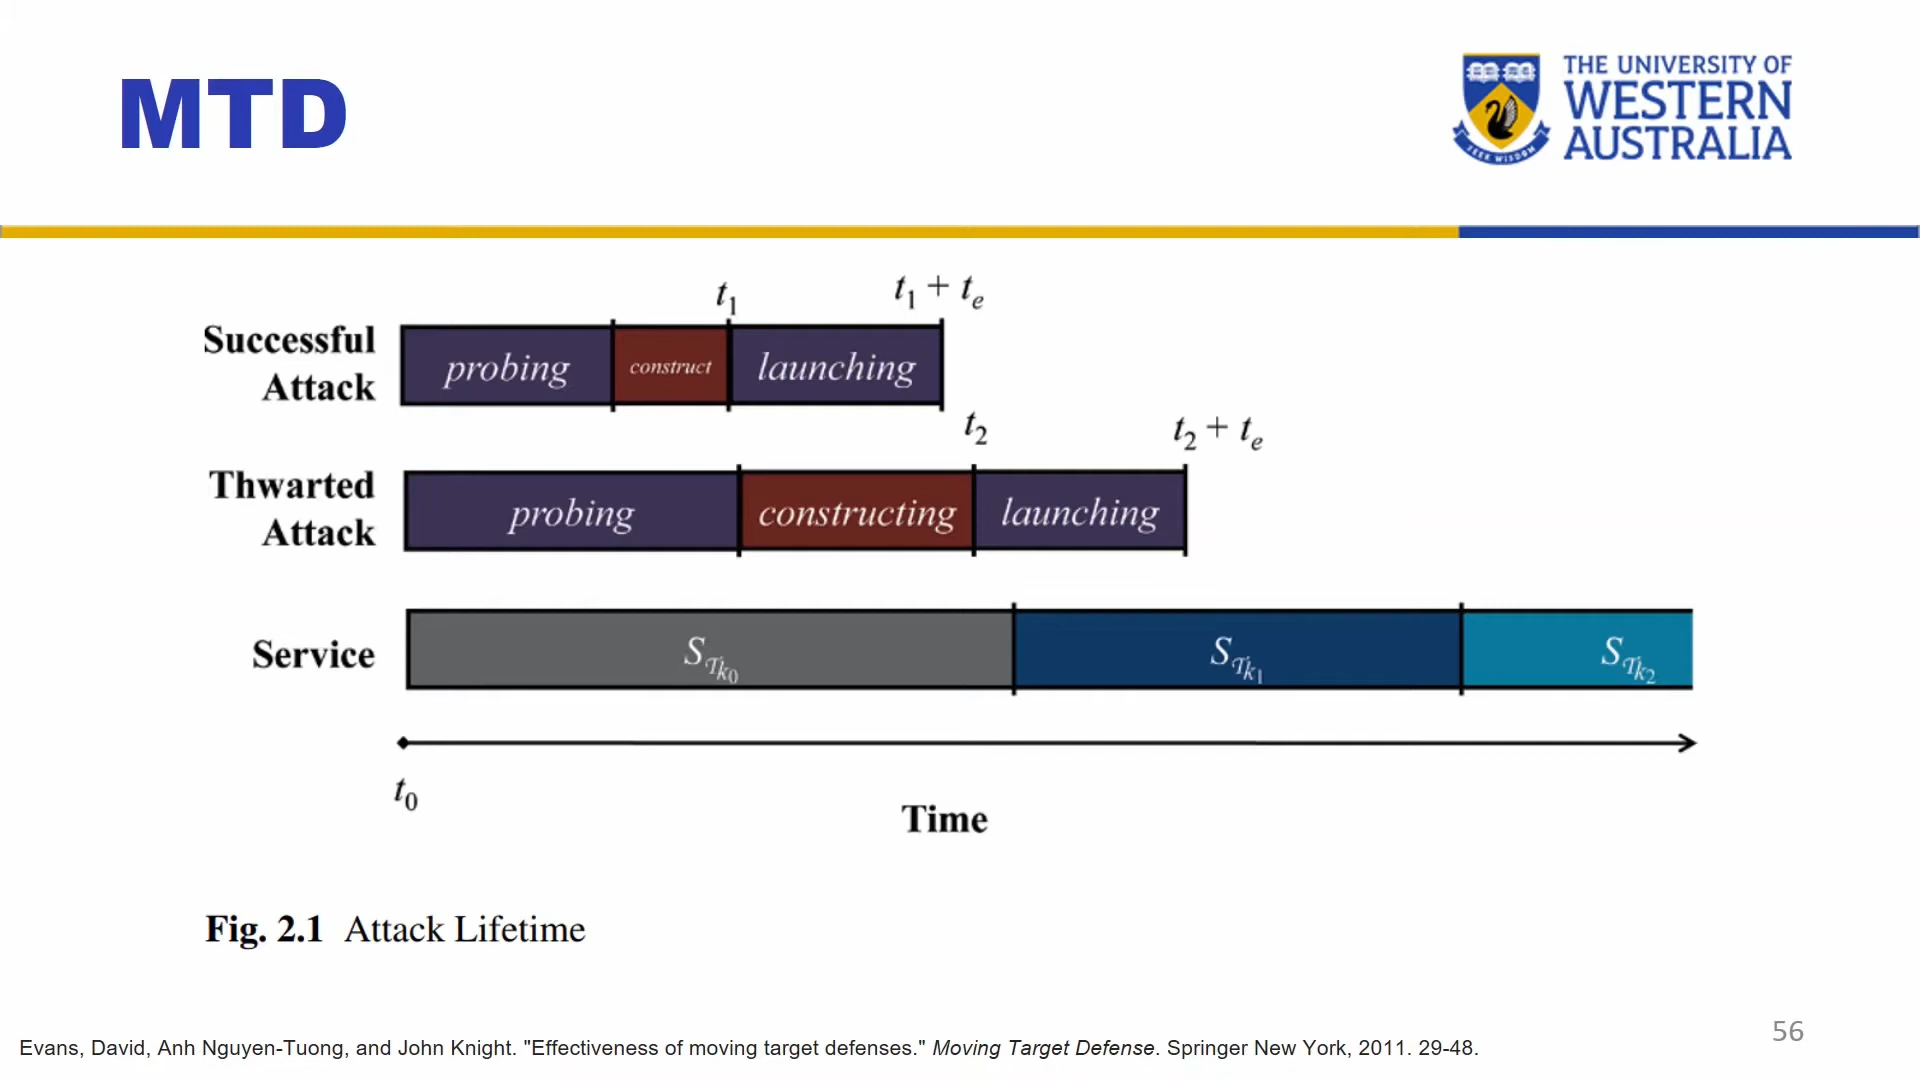 MTD
THE UNIVERSITY OF
WESTERN
AUSTRALIA
SEEK WISDOM
t1
t1 + te
Successful
Attack
probing
construct
launching
t2
t2 + te
Thwarted
Attack
probing
constructing
launching
Service
S𝒯k0
S𝒯k1
S𝒯k2
t0
Time
Fig. 2.1 Attack Lifetime
56
Evans, David, Anh Nguyen-Tuong, and John Knight. "Effectiveness of moving target defenses." Moving Target Defense. Springer New York, 2011. 29-48.